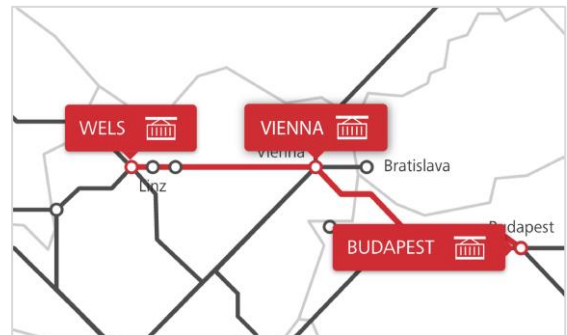 WELS
VIENNA
Vienna
Bratislava
Linz
Budapest
BUDAPEST